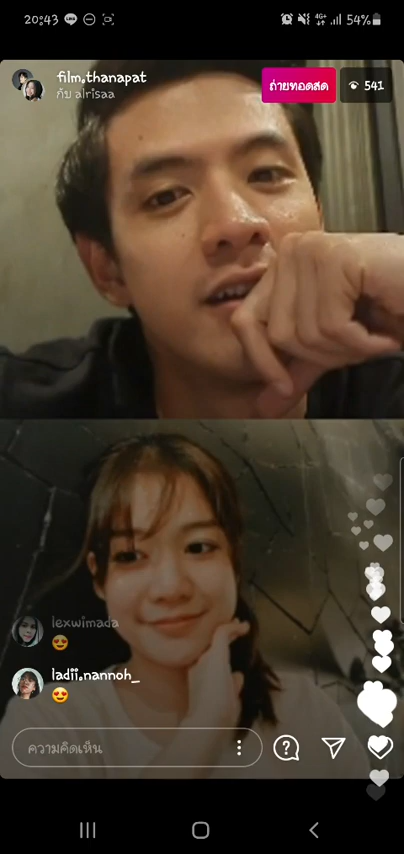 20:43
4G+
54%
film.thanapat
กับ alrisaa
ถ่ายทอดสด
541
lexwimada
😍
ladii.nannoh_
😍
ความคิดเห็น